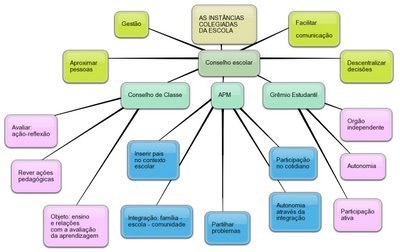 AS INSTÂNCIAS
COLEGIADAS
DA ESCOLA
Gestão
Facilitar
comunicação
Aproximar
pessoas
Conselho escolar
Descentralizar
decisões
Conselho de Classe
APM
Grêmio Estudantil
Avaliar:
ação-reflexão
Orgão
independente
Inserir pais
no contexto
escolar
Participação
no cotidiano
Rever ações
pedagógicas
Autonomia
Objeto: ensino
e relações
com a avaliação
da aprendizagem
Integração: família -
escola - comunidade
Partilhar
problemas
Autonomia
através da
integração
Participação
ativa